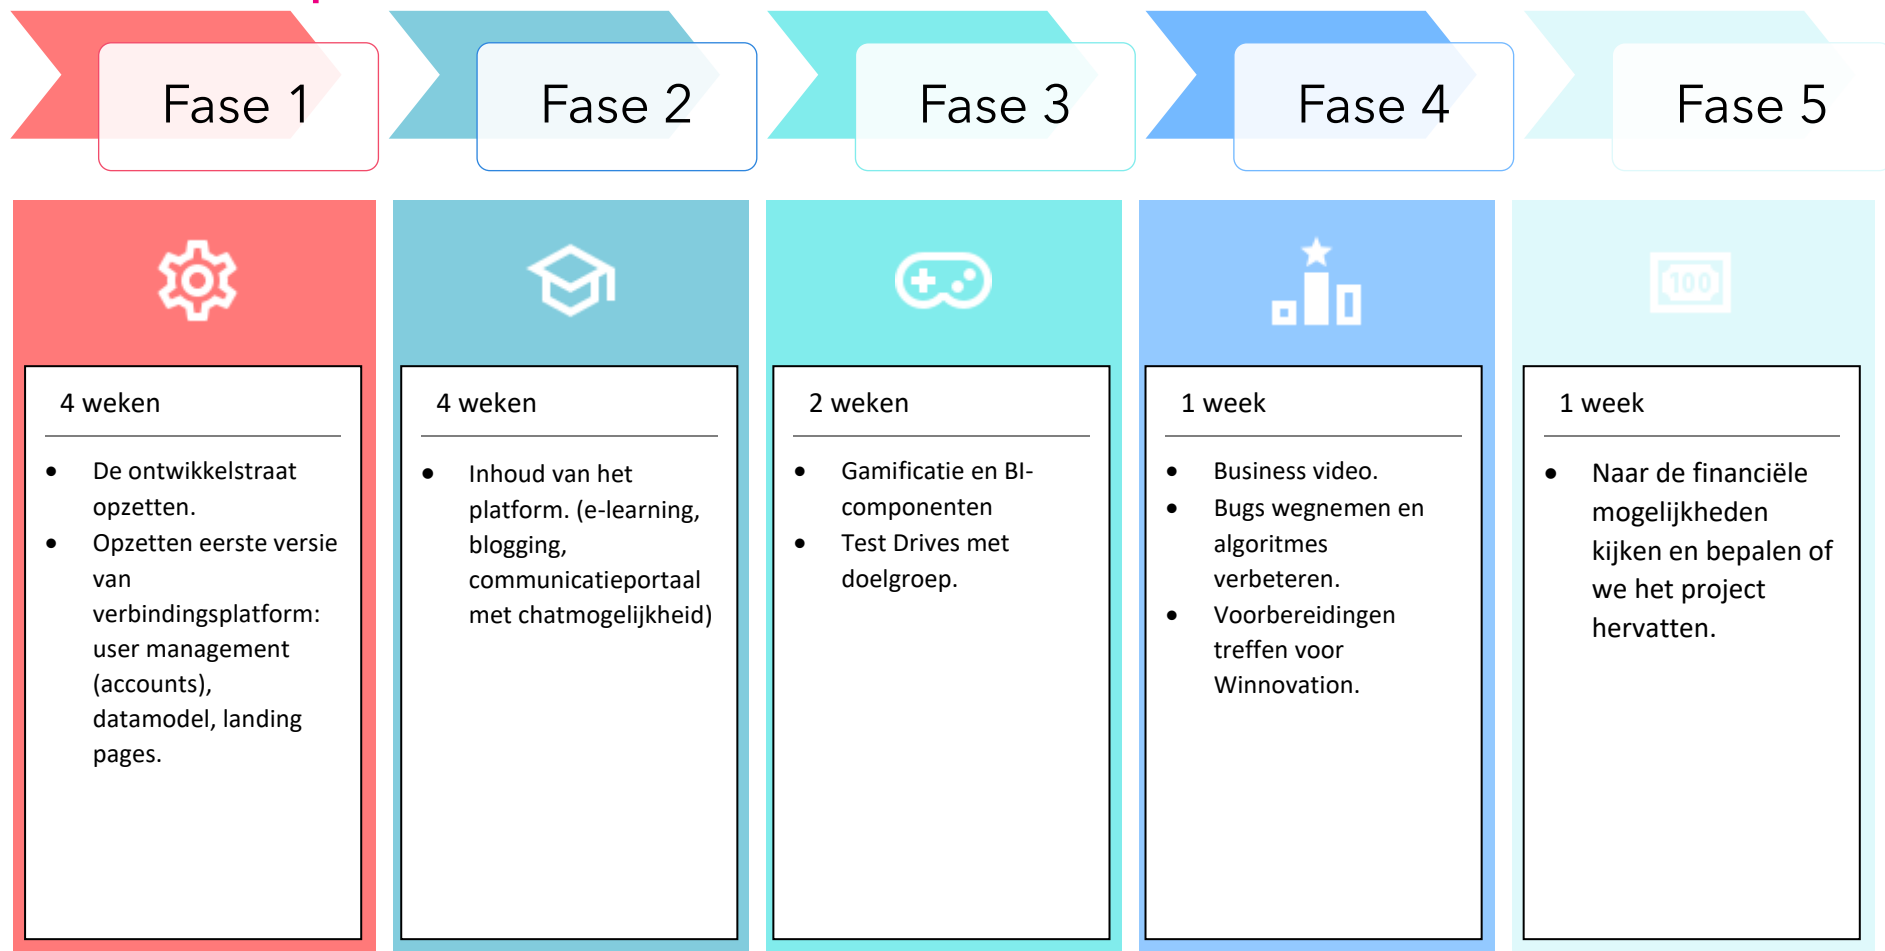 Fase 1
Fase 2
Fase 3
Fase 4
Fase 5
100
4 weken
De ontwikkelstraat
opzetten.
Opzetten eerste versie
van
verbindingsplatform:
user management
(accounts),
datamodel, landing
pages.
4 weken
Inhoud van het
platform. (e-learning,
blogging,
communicatieportaal
met chatmogelijkheid)
2 weken
Gamificatie en BI-
componenten
Test Drives met
doelgroep.
1 week
Business video.
Bugs wegnemen en
algoritmes
verbeteren.
Voorbereidingen
treffen voor
Winnovation.
1 week
Naar de financiële
mogelijkheden
kijken en bepalen of
we het project
hervatten.